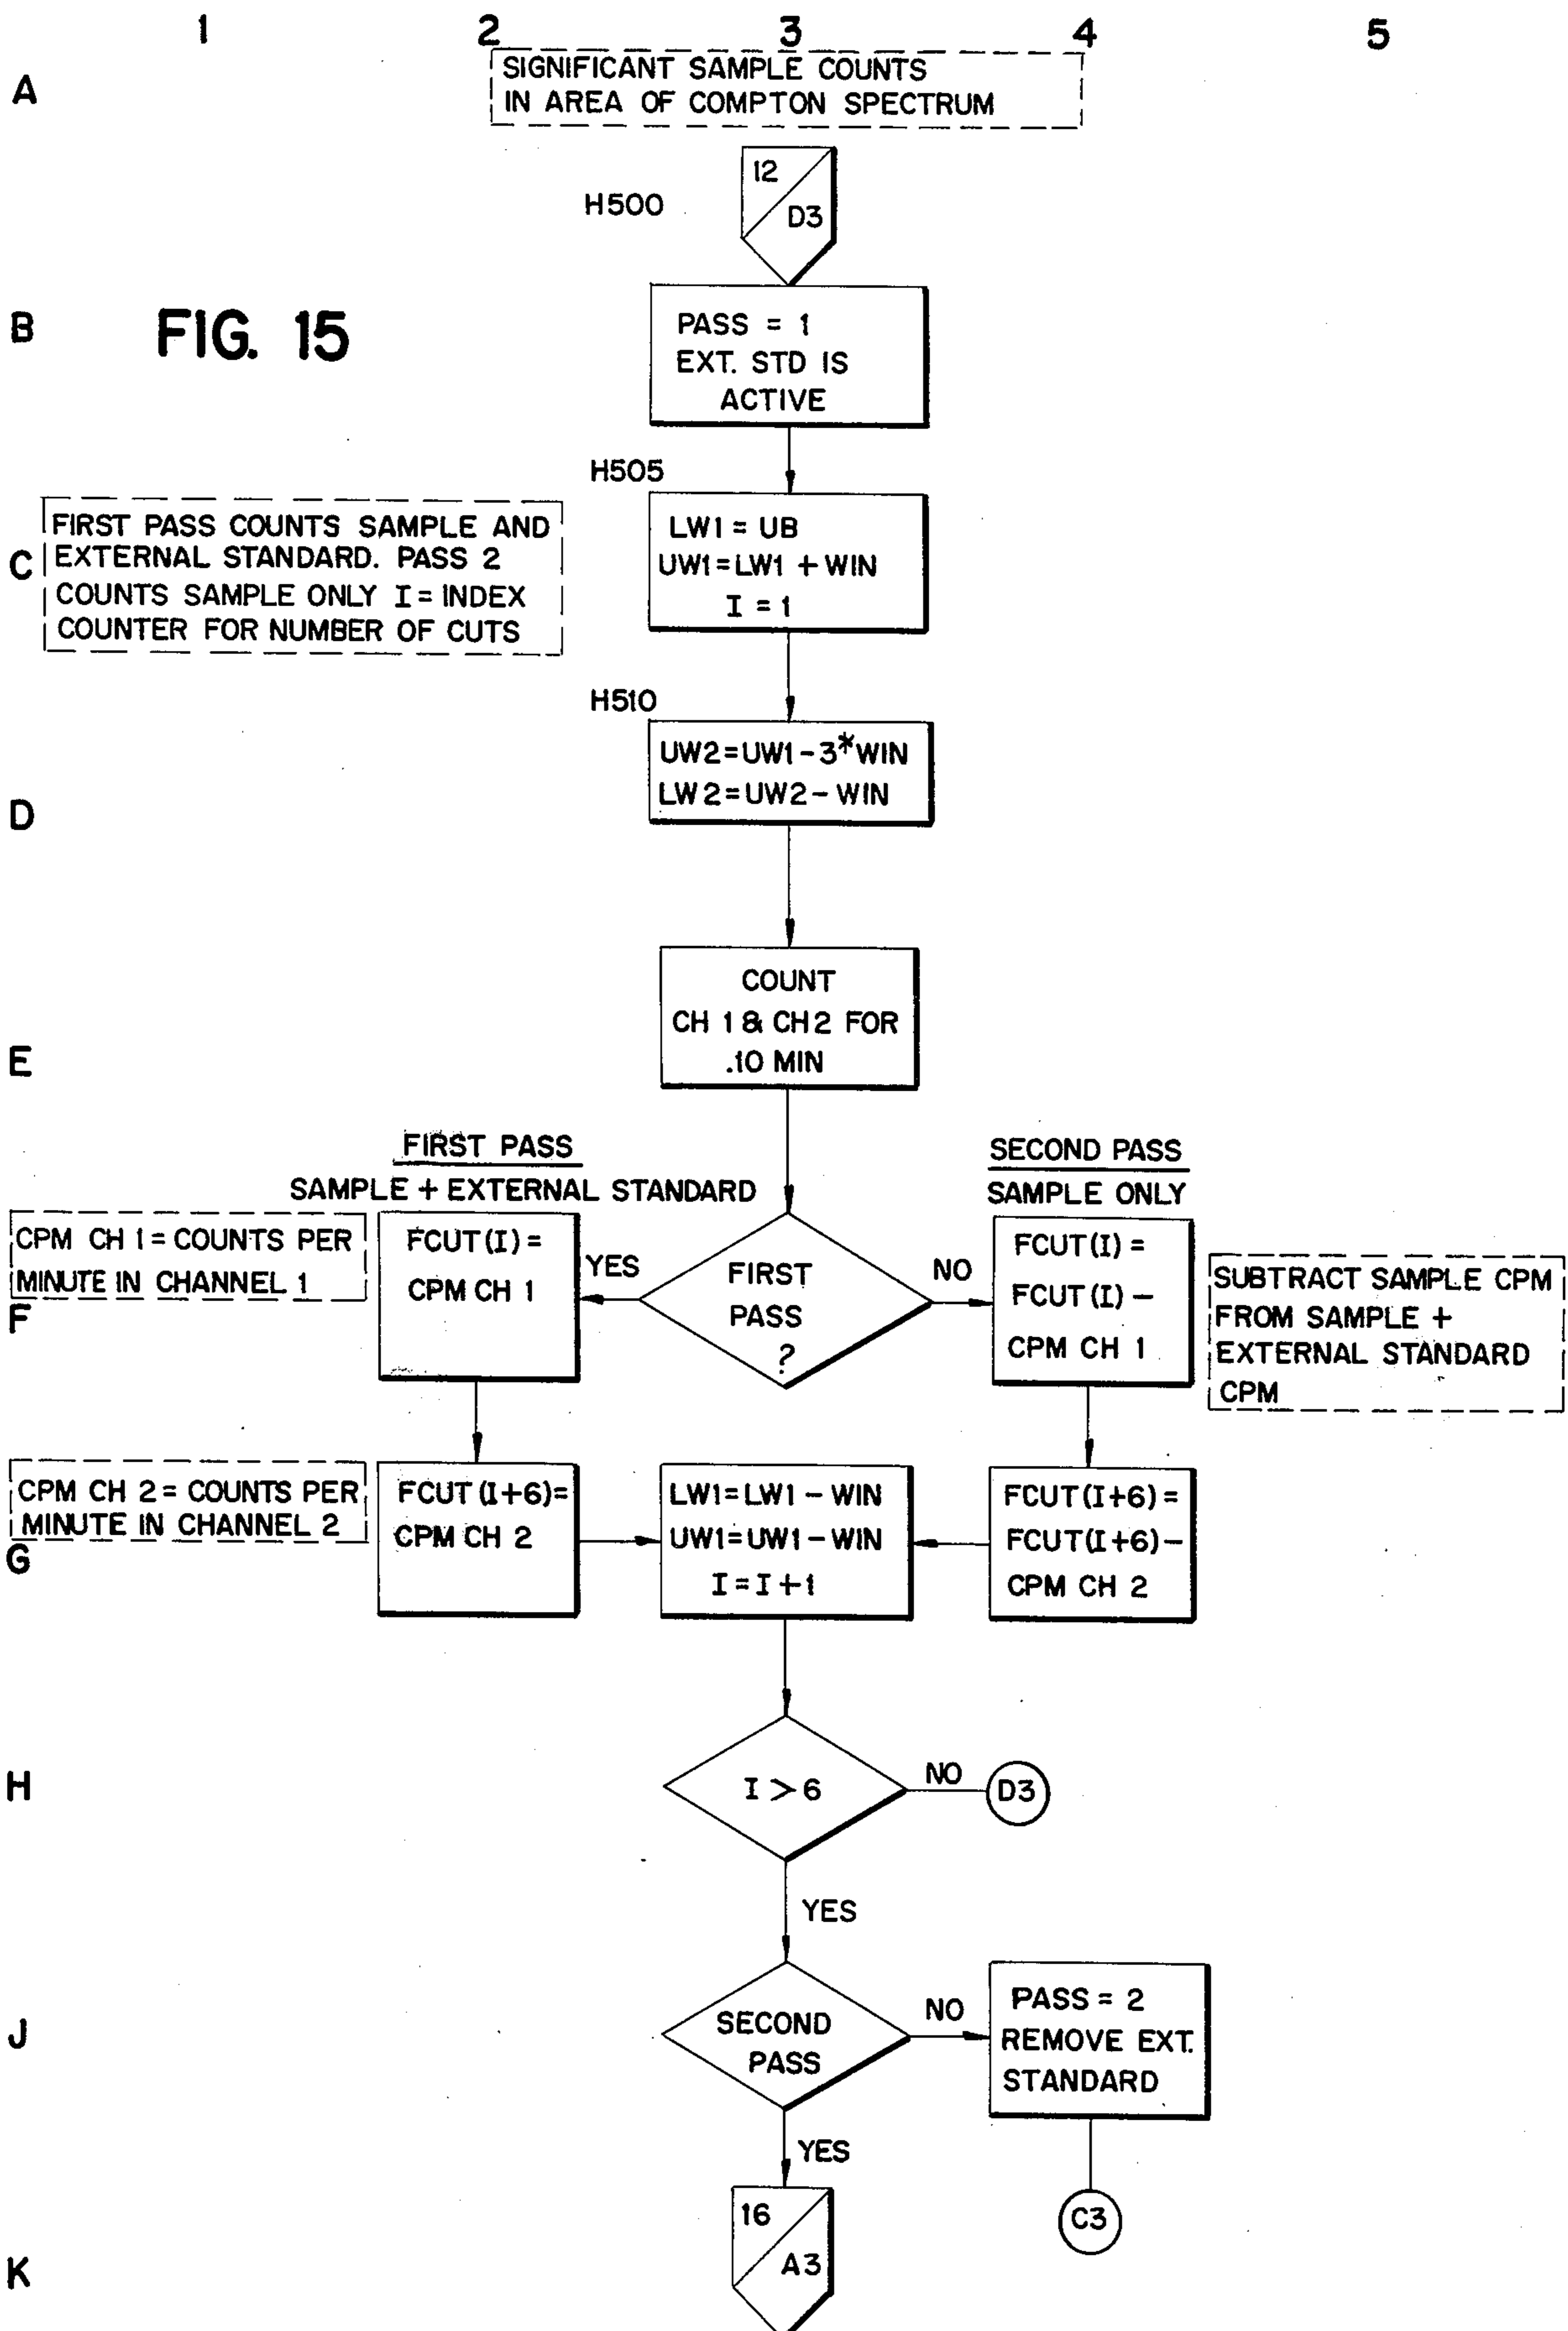 1 2 3 4 5
A
SIGNIFICANT SAMPLE COUNTS
IN AREA OF COMPTON SPECTRUM
H500
12
D3
B
FIG. 15
PASS = 1
EXT. STD IS
ACTIVE
H505
C
FIRST PASS COUNTS SAMPLE AND
EXTERNAL STANDARD. PASS 2
COUNTS SAMPLE ONLY I = INDEX
COUNTER FOR NUMBER OF CUTS
LW1 = UB
UW1 = LW1 + WIN
I = 1
H510
D
UW2 = UW1 - 3* WIN
LW2 = UW2 - WIN
E
COUNT
CH 1 & CH 2 FOR
.10 MIN
FIRST PASS
SAMPLE + EXTERNAL STANDARD
SECOND PASS
SAMPLE ONLY
CPM CH 1 = COUNTS PER
MINUTE IN CHANNEL 1
F
FCUT(I) =
CPM CH 1
YES
FIRST
PASS
?
NO
FCUT(I) =
FCUT(I) -
CPM CH 1
SUBTRACT SAMPLE CPM
FROM SAMPLE +
EXTERNAL STANDARD
CPM
CPM CH 2 = COUNTS PER
MINUTE IN CHANNEL 2
G
FCUT(I+6)=
CPM CH 2
LW1 = LW1 - WIN
UW1 = UW1 - WIN
I = I + 1
FCUT(I+6) =
FCUT(I+6) -
CPM CH 2
H
I > 6
NO
D3
YES
J
SECOND
PASS
NO
PASS = 2
REMOVE EXT.
STANDARD
YES
C3
K
16
A3